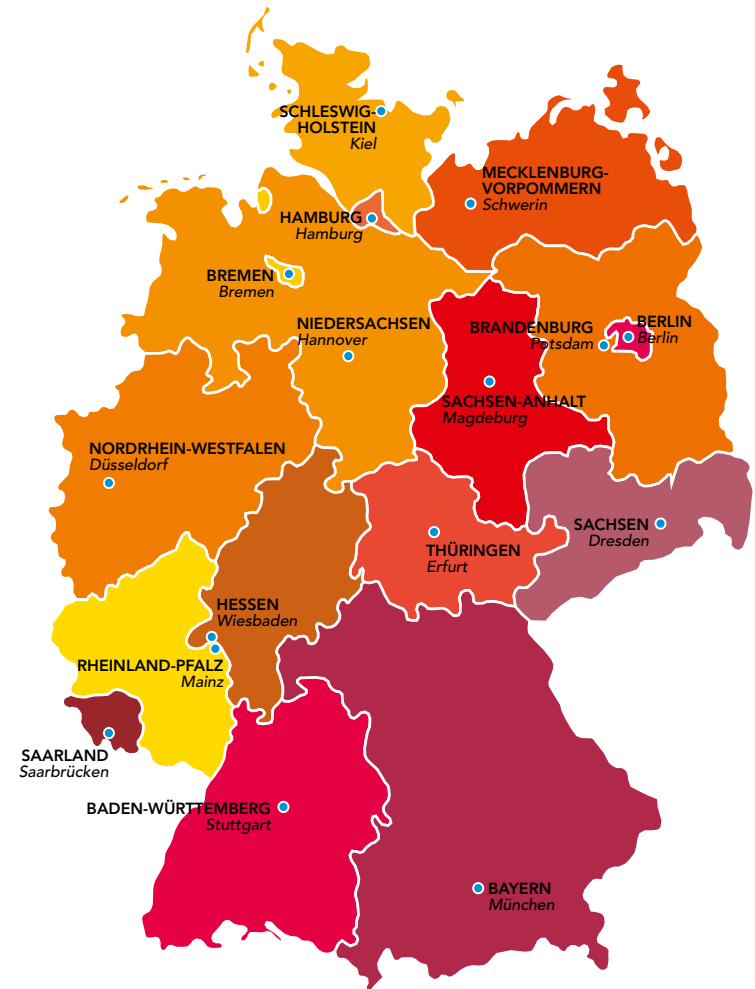 SCHLESWIG-
HOLSTEIN
Kiel
MECKLENBURG-
VORPOMMERN
Schwerin
HAMBURG
Hamburg
BREMEN
Bremen
NIEDERSACHSEN
Hannover
BRANDENBURG
Potsdam
BERLIN
Berlin
SACHSEN-ANHALT
Magdeburg
NORDRHEIN-WESTFALEN
Düsseldorf
SACHSEN
Dresden
THÜRINGEN
Erfurt
HESSEN
Wiesbaden
RHEINLAND-PFALZ
Mainz
SAARLAND
Saarbrücken
BADEN-WÜRTTEMBERG
Stuttgart
BAYERN
München